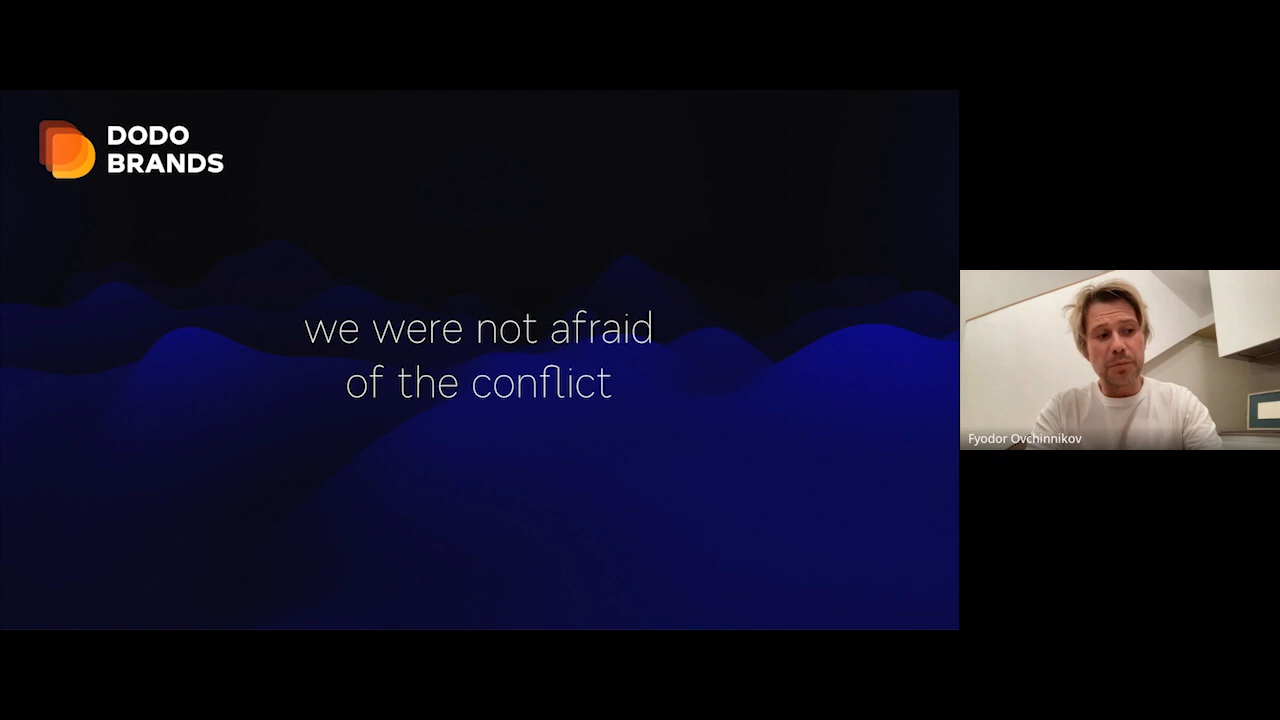 DODO
BRANDS
we were not afraid
of the conflict
Fyodor Ovchinnikov